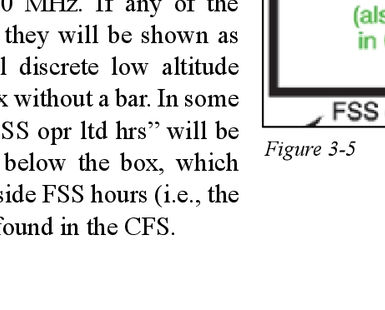 0 MHz. If any of the
they will be shown as
l discrete low altitude
x without a bar. In some
SS opr ltd hrs” will be
below the box, which
side FSS hours (i.e., the
found in the CFS.
(als
in
FSS
Figure 3-5